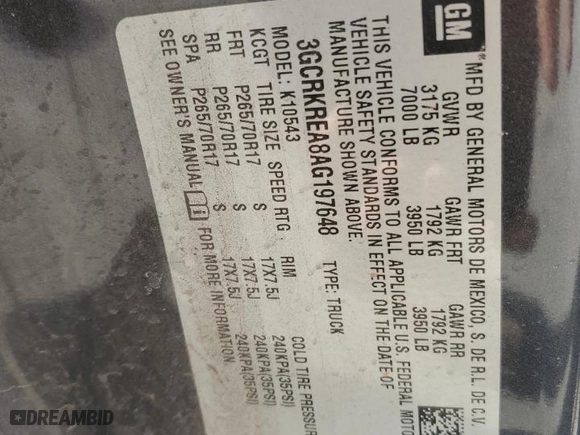 GM
MFD BY GENERAL MOTORS DE MEXICO, S. DE R.L. DE C.V.
GVWR GAWR FRT GAWR RR
3175 KG 1792 KG 1792 KG
7000 LB 3950 LB 3950 LB
THIS VEHICLE CONFORMS TO ALL APPLICABLE U.S. FEDERAL MOTO
VEHICLE SAFETY STANDARDS IN EFFECT ON THE DATE OF
MANUFACTURE SHOWN ABOVE.
3GCRKREA8AG197648 TYPE: TRUCK
MODEL: K10543
KCGT TIRE SIZE SPEED RTG : RIM COLD TIRE PRESSUR
FRT P265/70R17 S 17X7.5J 240KPA(35PSI)
RR P265/70R17 S 17X7.5J 240KPA(35PSI)
SPA P265/70R17 S 17X7.5J 240KPA(35PSI)
SEE OWNER'S MANUAL FOR MORE INFORMATION
DREAMBID